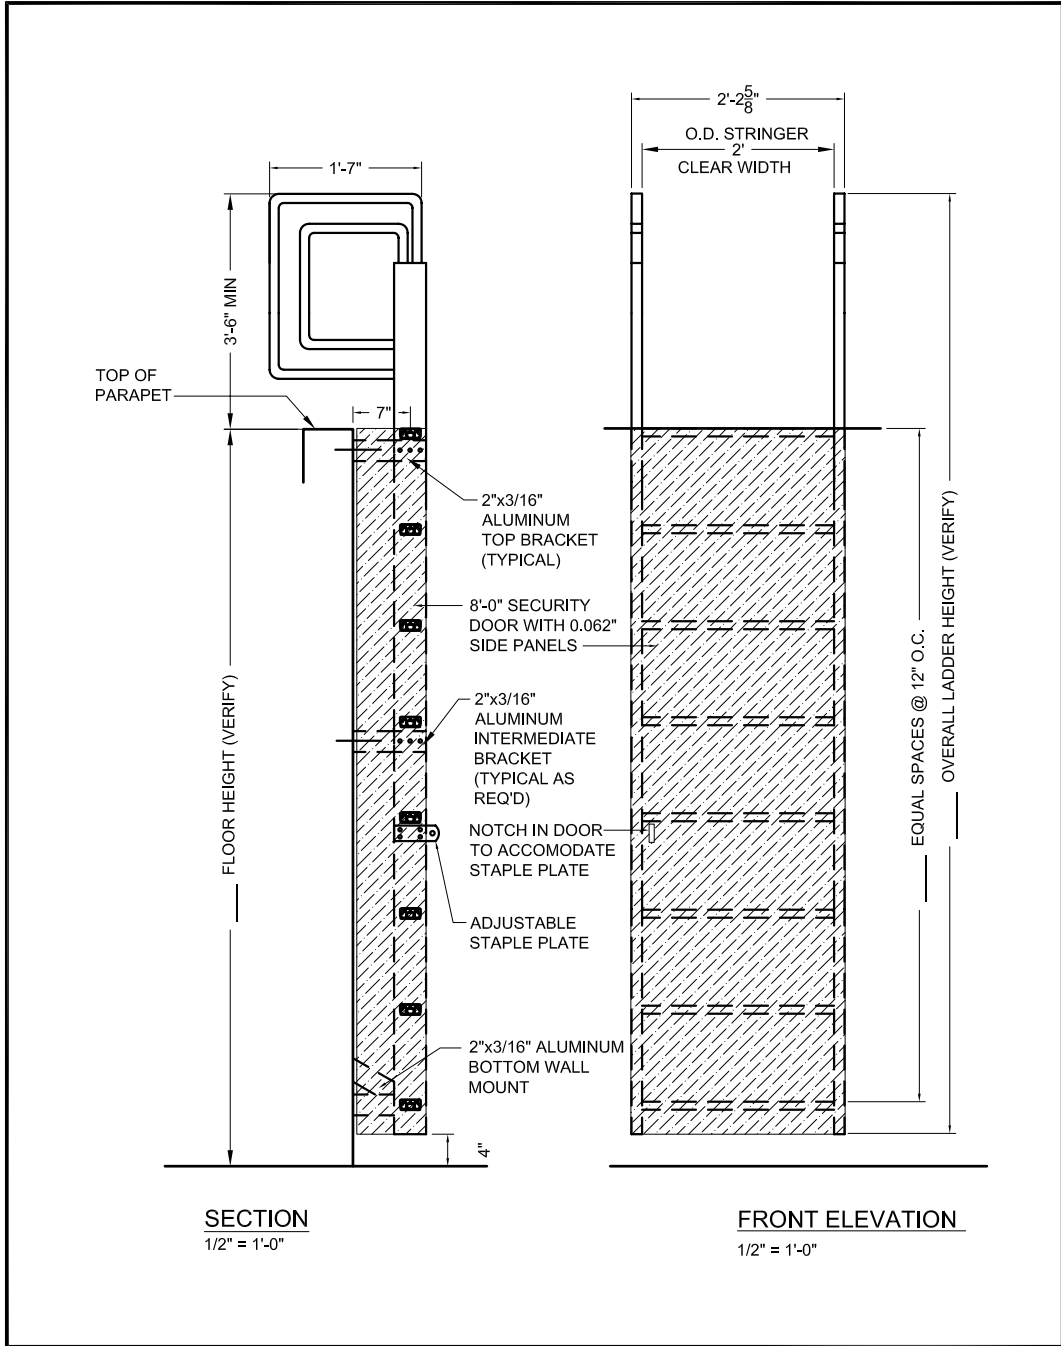 2'-2 5/8"
O.D. STRINGER
2'
CLEAR WIDTH
1'-7"
3'-6" MIN
TOP OF
PARAPET
7"
2"x3/16"
ALUMINUM
TOP BRACKET
(TYPICAL)
8'-0" SECURITY
DOOR WITH 0.062"
SIDE PANELS
2"x3/16"
ALUMINUM
INTERMEDIATE
BRACKET
(TYPICAL AS
REQ'D)
NOTCH IN DOOR
TO ACCOMODATE
STAPLE PLATE
ADJUSTABLE
STAPLE PLATE
2"x3/16" ALUMINUM
BOTTOM WALL
MOUNT
FLOOR HEIGHT (VERIFY)
EQUAL SPACES @ 12" O.C.
OVERALL LADDER HEIGHT (VERIFY)
4"
SECTION
1/2" = 1'-0"
FRONT ELEVATION
1/2" = 1'-0"